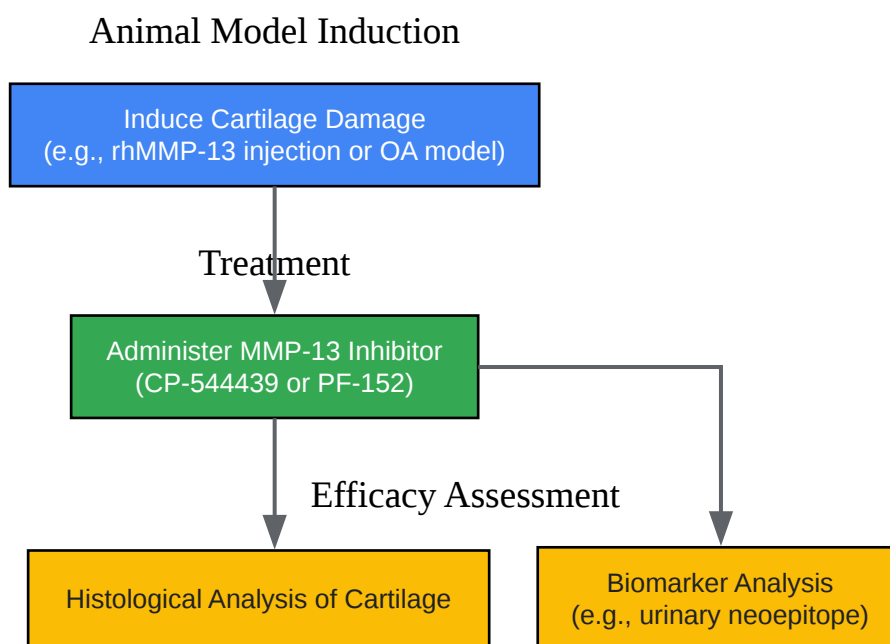 Animal Model Induction
Induce Cartilage Damage
(e.g., rhMMP-13 injection or OA model)
Treatment
Administer MMP-13 Inhibitor
(CP-544439 or PF-152)
Efficacy Assessment
Histological Analysis of Cartilage
Biomarker Analysis
(e.g., urinary neoepitope)